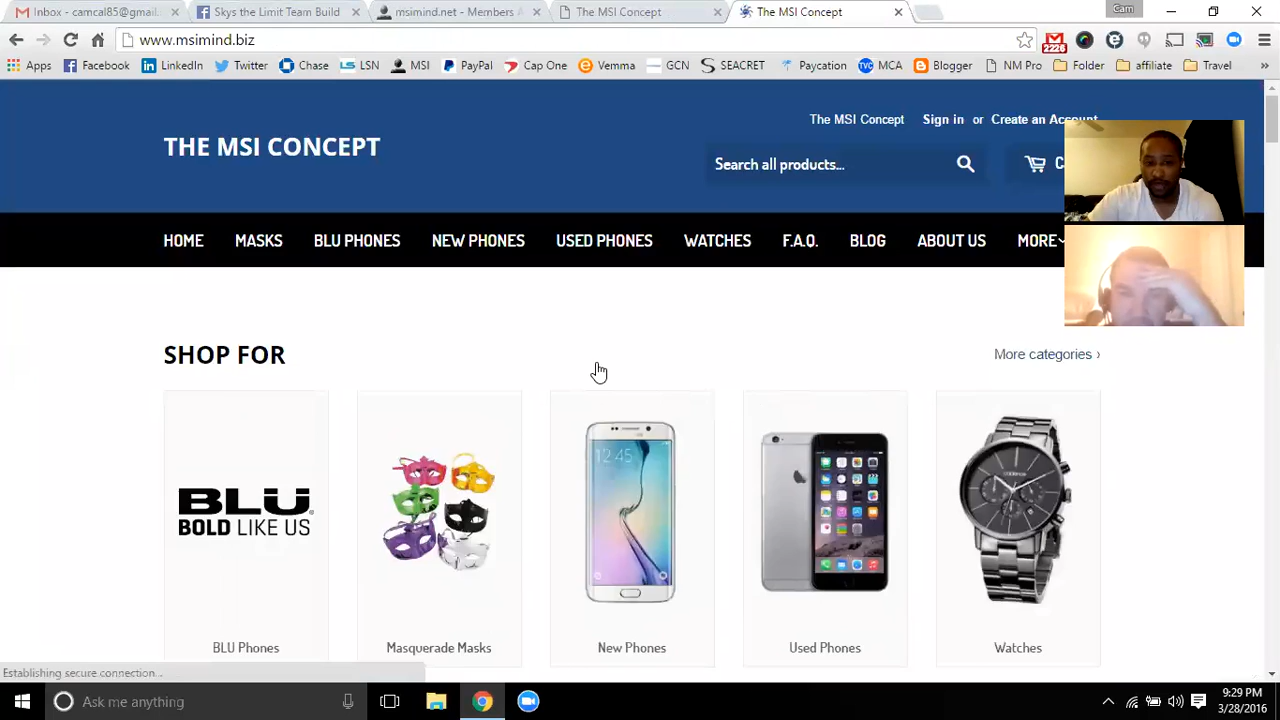 Inbox - camcal85@gmail. Skys the Limit Team Build msimind.net - Members A The MSI Concept The MSI Concept Cam
www.msimind.biz 2226
Apps Facebook LinkedIn Twitter Chase LSN MSI PayPal Cap One Vemma GCN SEACRET Paycation MCA Blogger NM Pro Folder affiliate Travel »
The MSI Concept Sign in or Create an Account
THE MSI CONCEPT
Search all products...
HOME MASKS BLU PHONES NEW PHONES USED PHONES WATCHES F.A.Q. BLOG ABOUT US MORE
SHOP FOR More categories ›
12:45
BLU
BOLD LIKE US
BLU Phones Masquerade Masks New Phones Used Phones Watches
Establishing secure connection...
Ask me anything
9:29 PM
3/28/2016